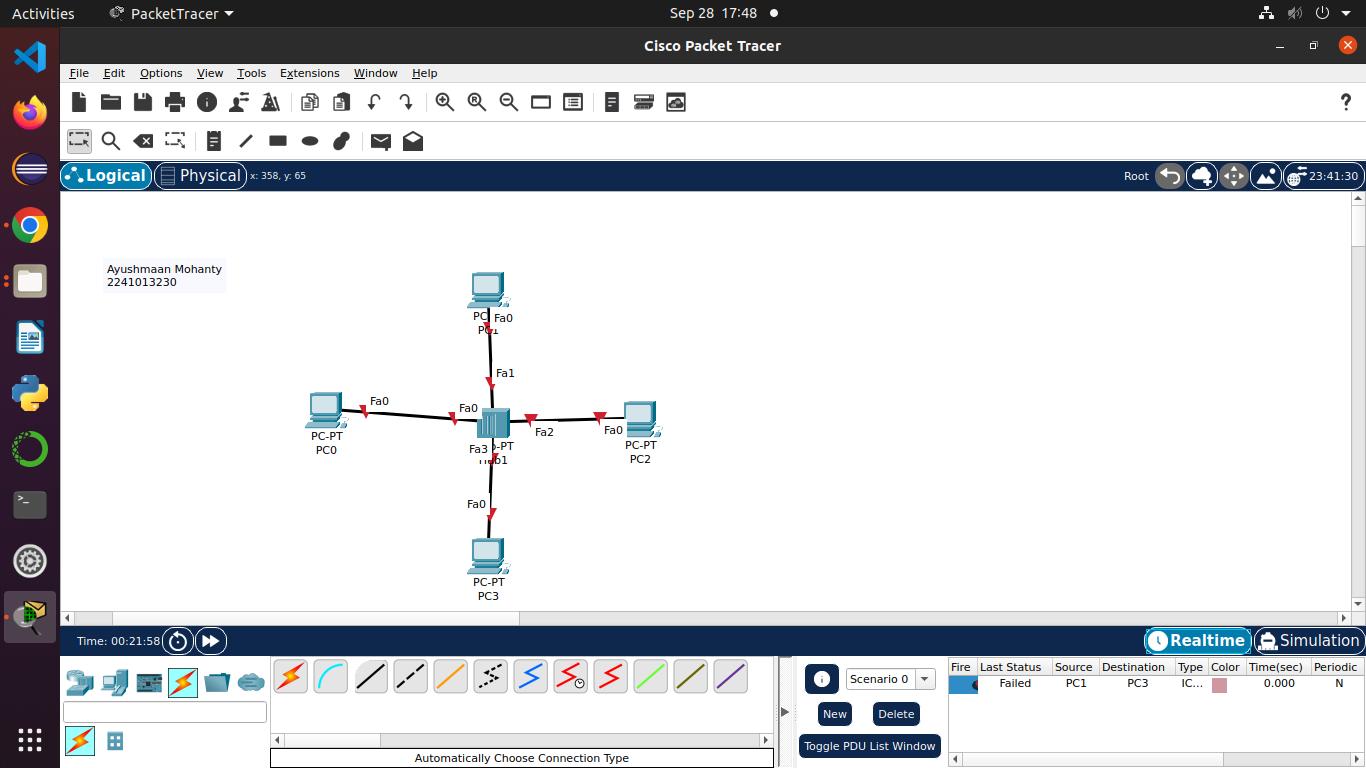 Activities PacketTracer Sep 28 17:48
Cisco Packet Tracer
File Edit Options View Tools Extensions Window Help
?
Logical Physical x: 358, y: 65 Root 23:41:30
Ayushmaan Mohanty
2241013230
PC Fa0
PC1
Fa1
Fa0 Fa0
Fa2 Fa0
PC-PT Fa3 -PT PC-PT
PC0 PC2
Fa0
PC-PT
PC3
Time: 00:21:58 Realtime Simulation
Fire Last Status Source Destination Type Color Time(sec) Periodic
Failed PC1 PC3 IC... 0.000 N
Scenario 0
New Delete
Toggle PDU List Window
Automatically Choose Connection Type